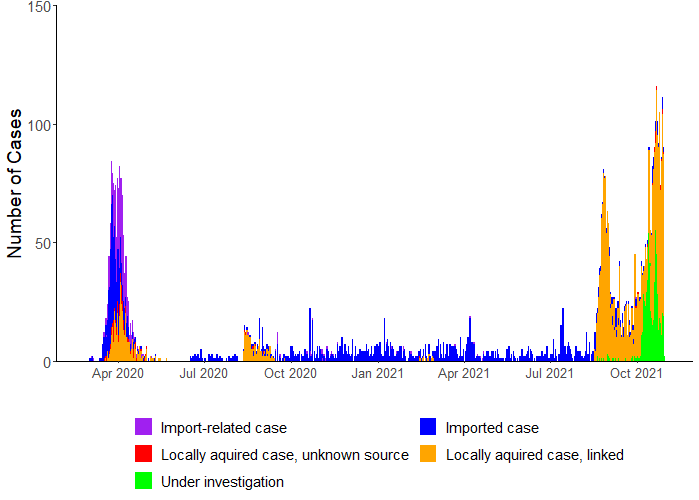 150
100
50
0
Number of Cases
Apr 2020 Jul 2020 Oct 2020 Jan 2021 Apr 2021 Jul 2021 Oct 2021
Import-related case Imported case
Locally aquired case, unknown source Locally aquired case, linked
Under investigation